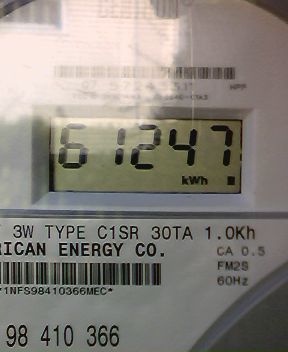 61247
kWh
3W TYPE C1SR 30TA 1.0Kh
RICAN ENERGY CO.
CA 0.5
FM2S
60Hz
*1NFS98410366MEC*
98 410 366